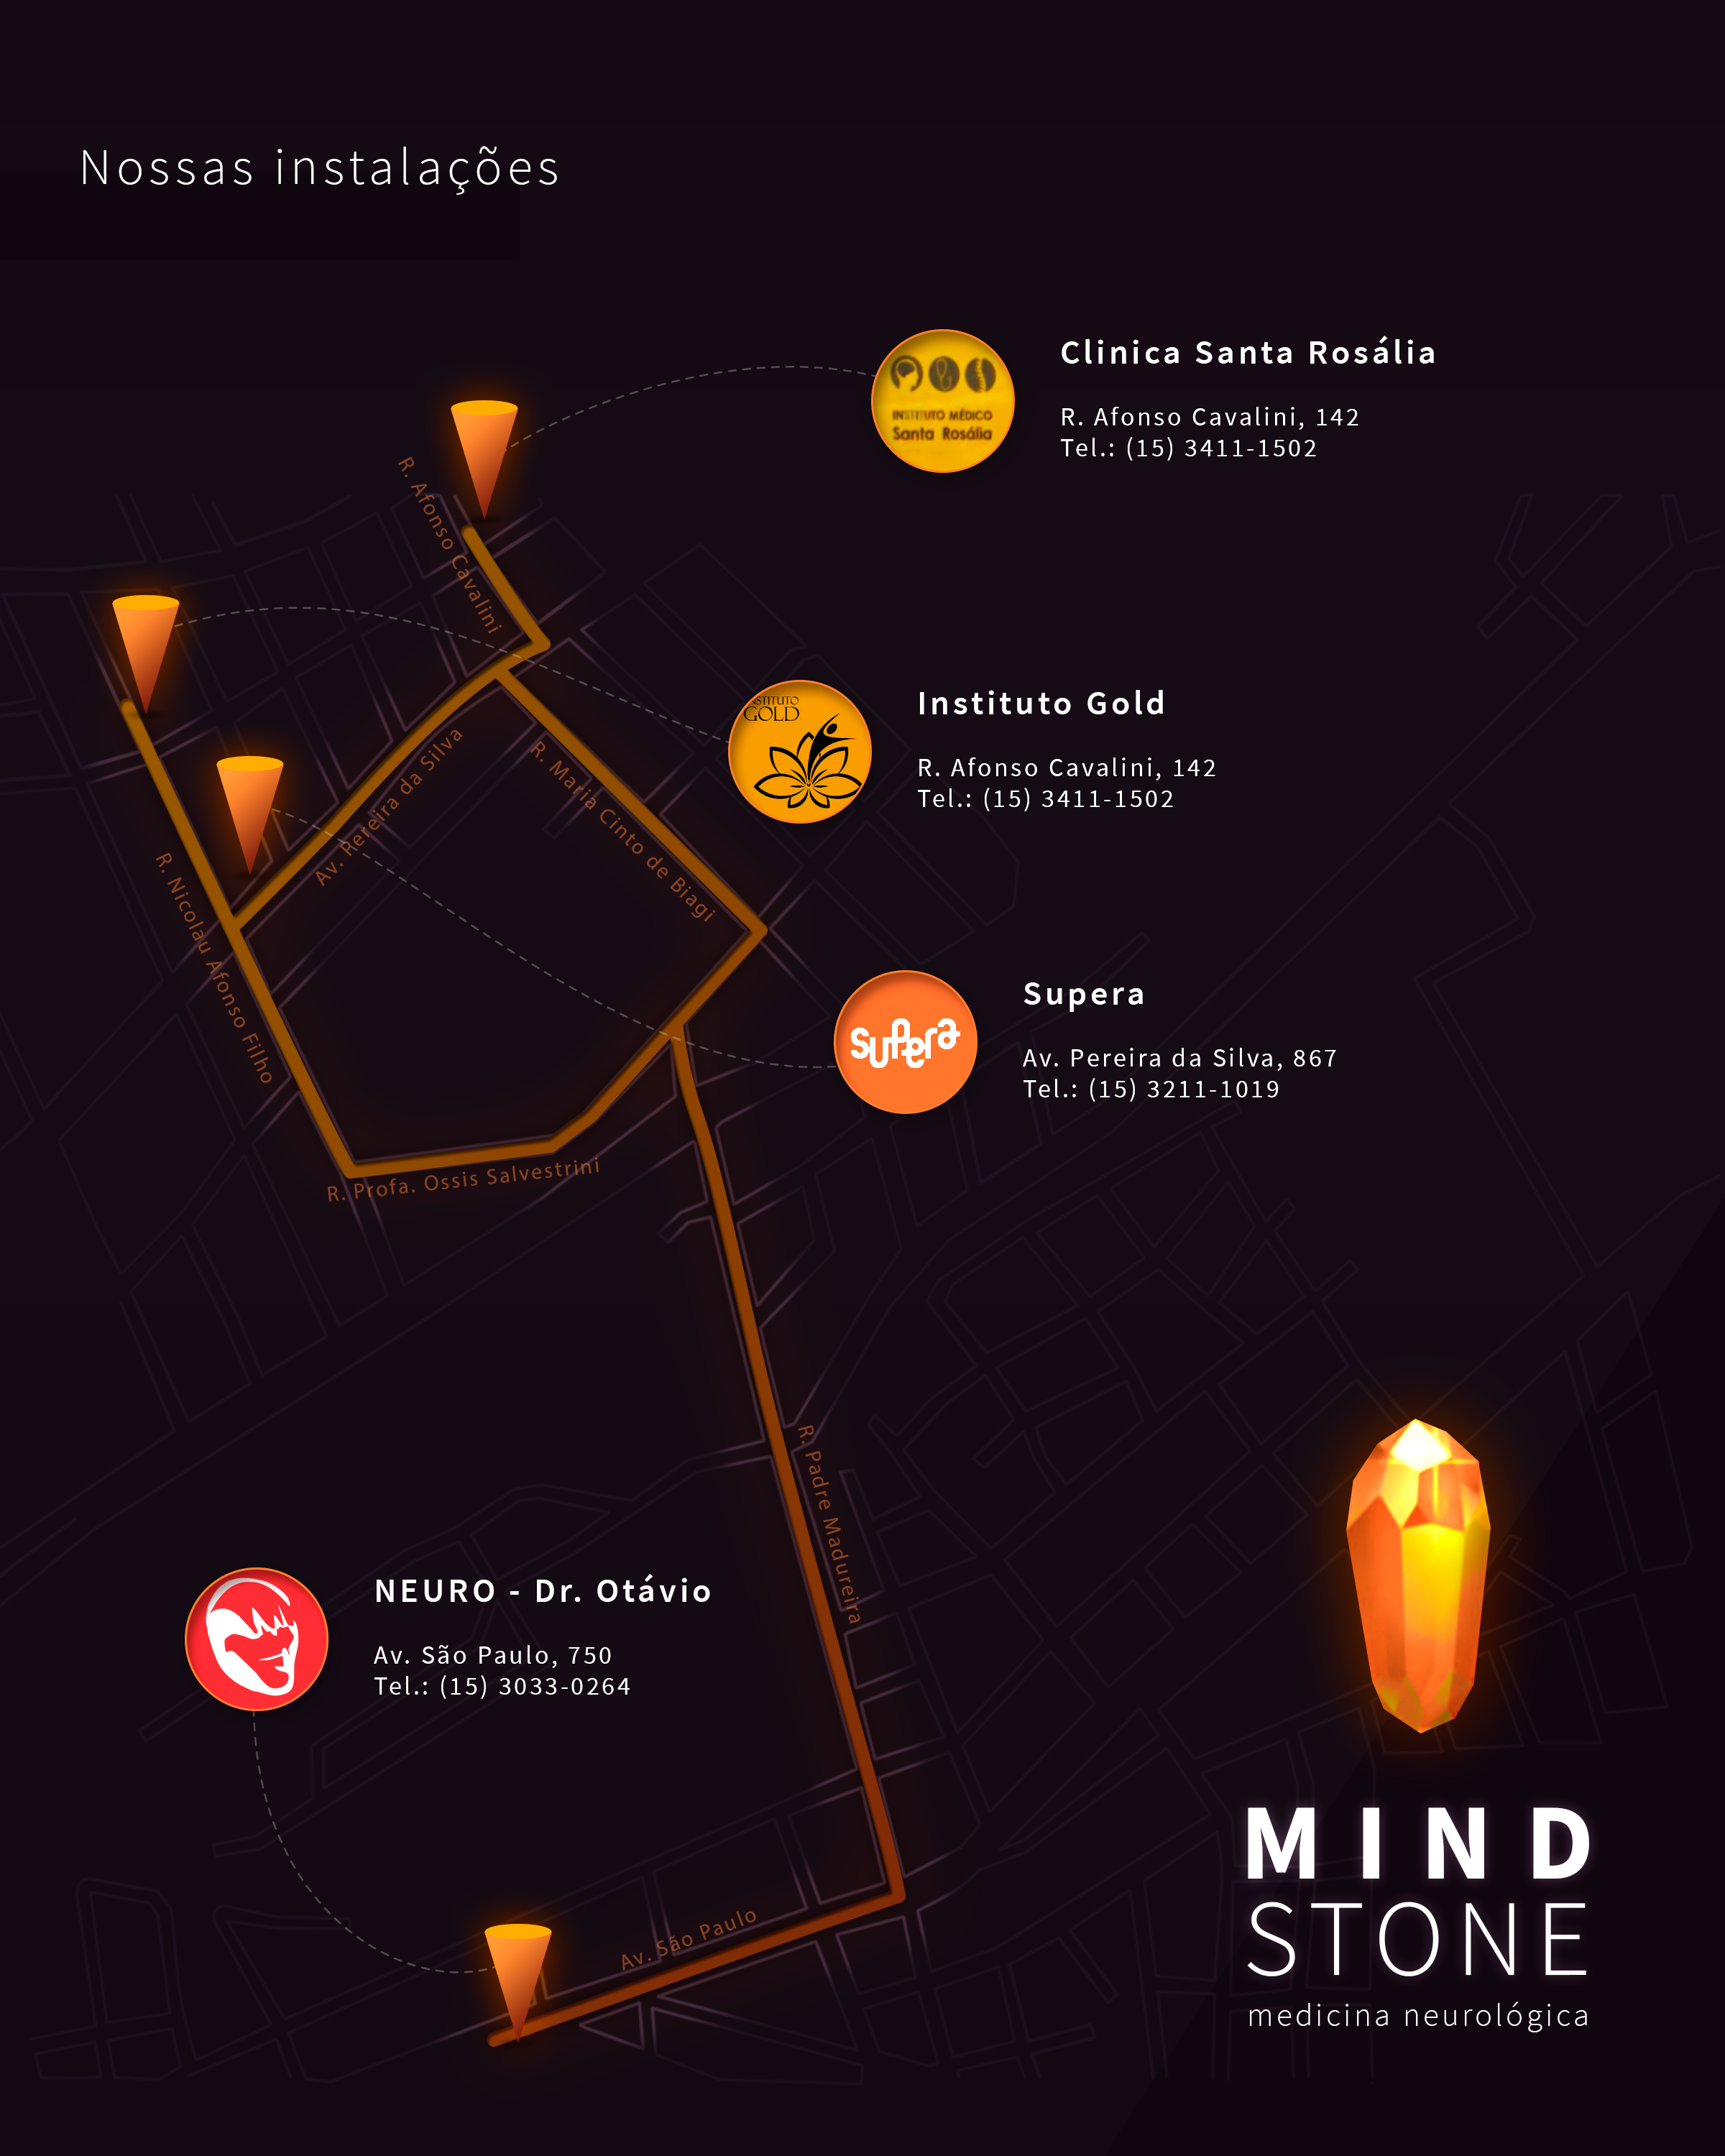 Nossas instalações
INSTITUTO MÉDICO
Santa Rosália
Clinica Santa Rosália
R. Afonso Cavalini, 142
Tel.: (15) 3411-1502
R. Afonso Cavalini
INSTITUTO
GOLD
Instituto Gold
R. Afonso Cavalini, 142
Tel.: (15) 3411-1502
Av. Pereira da Silva
R. Maria Cinto de Biagi
R. Nicolau Afonso Filho
supera
Supera
Av. Pereira da Silva, 867
Tel.: (15) 3211-1019
R. Profa. Ossis Salvestrini
R. Padre Madureira
NEURO - Dr. Otávio
Av. São Paulo, 750
Tel.: (15) 3033-0264
Av. São Paulo
MIND
STONE
medicina neurológica